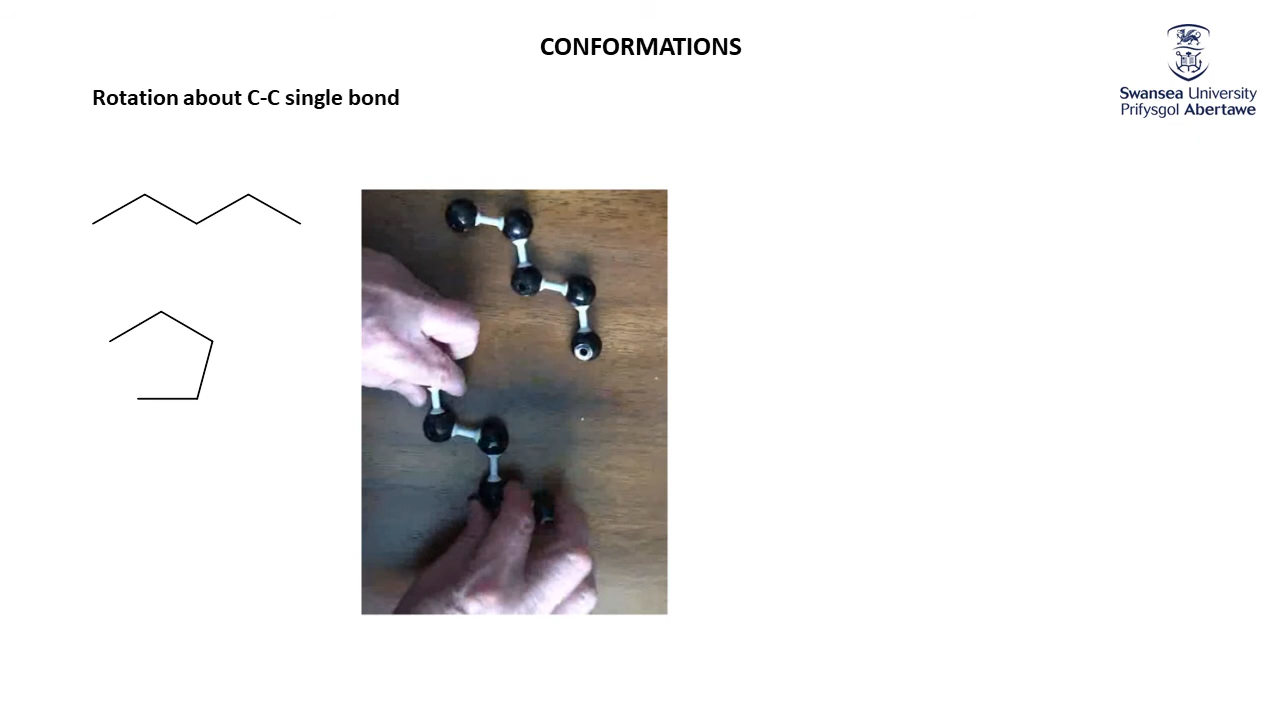 CONFORMATIONS
Rotation about C-C single bond
Swansea University
Prifysgol Abertawe